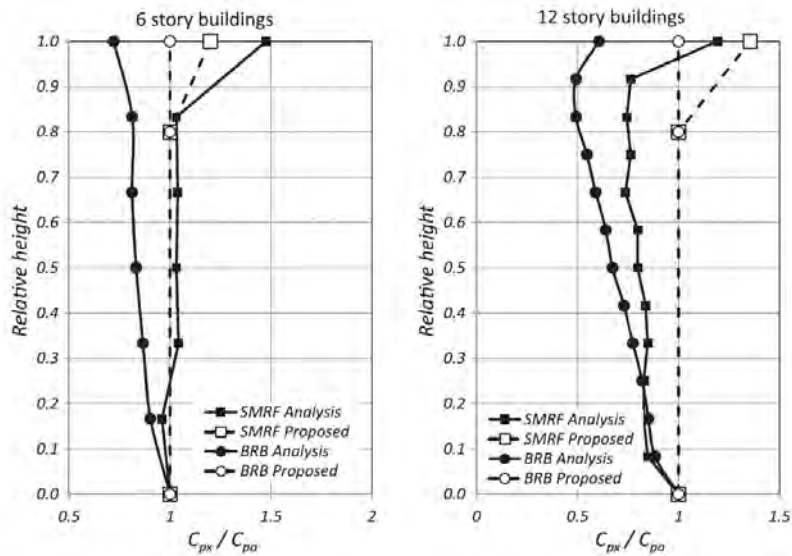 6 story buildings
1.0
0.9
0.8
0.7
0.6
0.5
0.4
0.3
0.2
0.1
0.0
Relative height
SMRF Analysis
SMRF Proposed
BRB Analysis
BRB Proposed
0.5
1
1.5
2
Cpx / Cpo
12 story buildings
1.0
0.9
0.8
0.7
0.6
0.5
0.4
0.3
0.2
0.1
0.0
Relative height
SMRF Analysis
SMRF Proposed
BRB Analysis
BRB Proposed
0
0.5
1
1.5
Cpx / Cpo